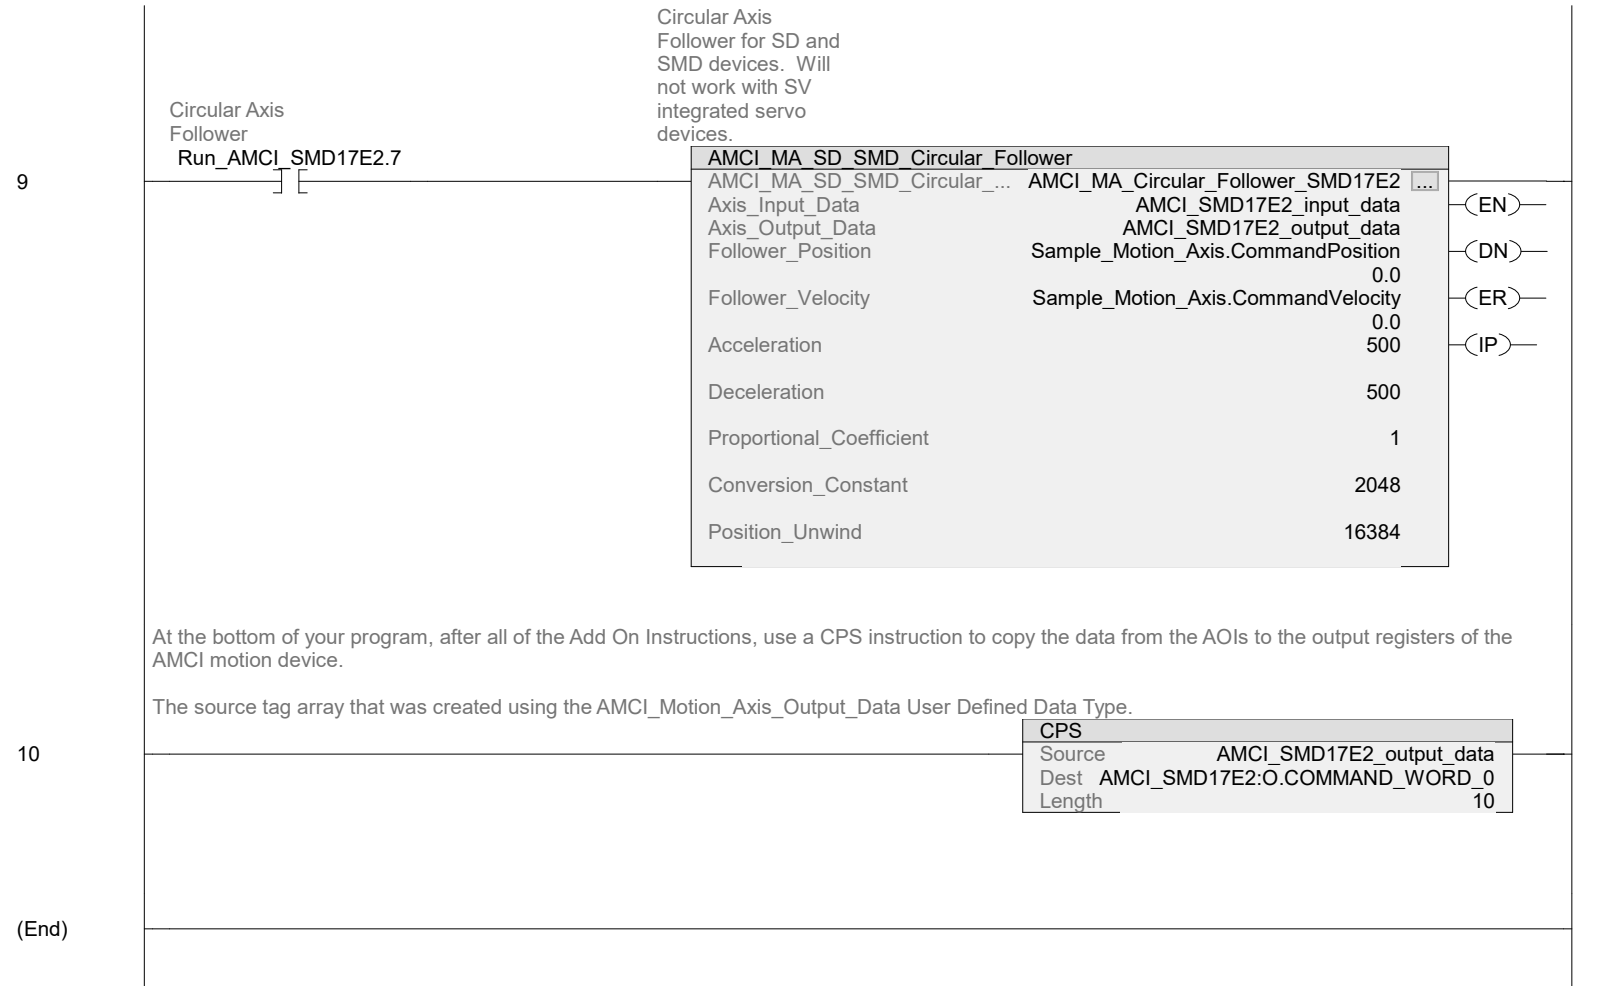 Circular Axis
Follower for SD and
SMD devices.  Will
not work with SV
integrated servo
devices.
Circular Axis
Follower
Run_AMCI_SMD17E2.7
9
AMCI_MA_SD_SMD_Circular_Follower
AMCI_MA_SD_SMD_Circular_... AMCI_MA_Circular_Follower_SMD17E2 ...
Axis_Input_Data AMCI_SMD17E2_input_data (EN)
Axis_Output_Data AMCI_SMD17E2_output_data
Follower_Position Sample_Motion_Axis.CommandPosition (DN)
0.0
Follower_Velocity Sample_Motion_Axis.CommandVelocity (ER)
0.0
Acceleration 500 (IP)
Deceleration 500
Proportional_Coefficient 1
Conversion_Constant 2048
Position_Unwind 16384
At the bottom of your program, after all of the Add On Instructions, use a CPS instruction to copy the data from the AOIs to the output registers of the
AMCI motion device.
The source tag array that was created using the AMCI_Motion_Axis_Output_Data User Defined Data Type.
CPS
10
Source AMCI_SMD17E2_output_data
Dest AMCI_SMD17E2:O.COMMAND_WORD_0
Length 10
(End)